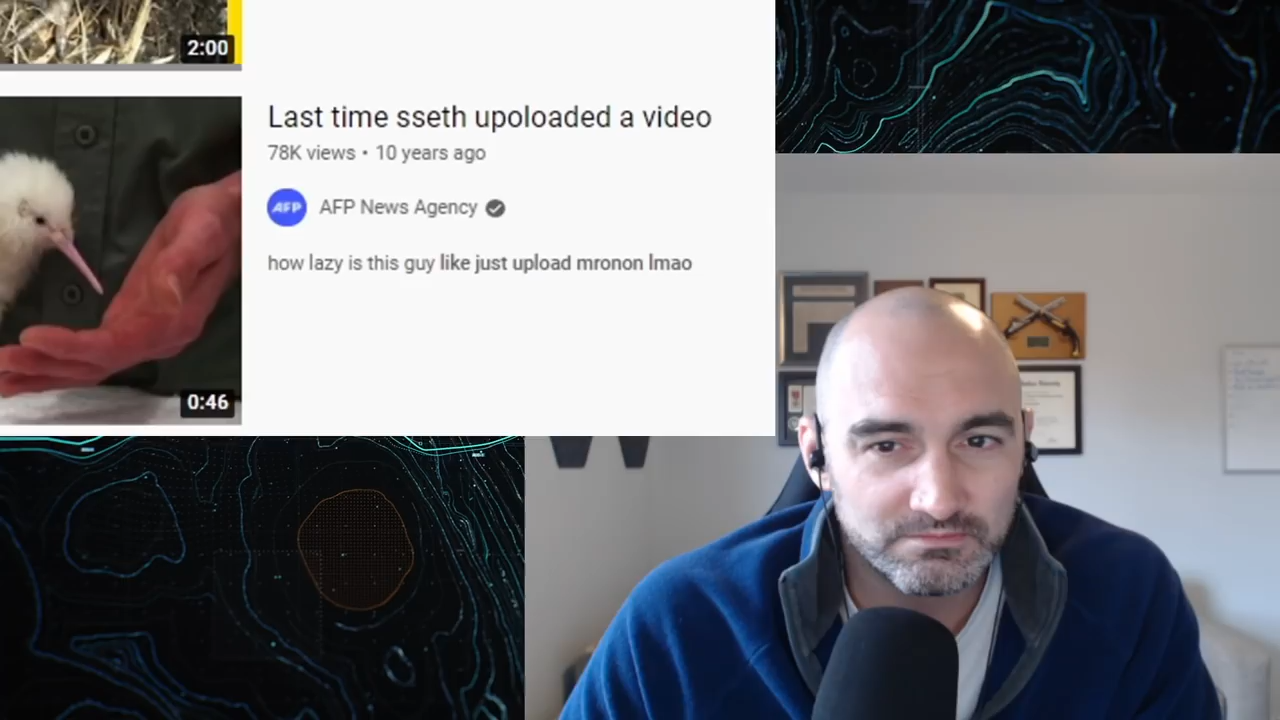 2:00
Last time sseth upoloaded a video
78K views • 10 years ago
AFP
AFP News Agency
how lazy is this guy like just upload mronon lmao
0:46